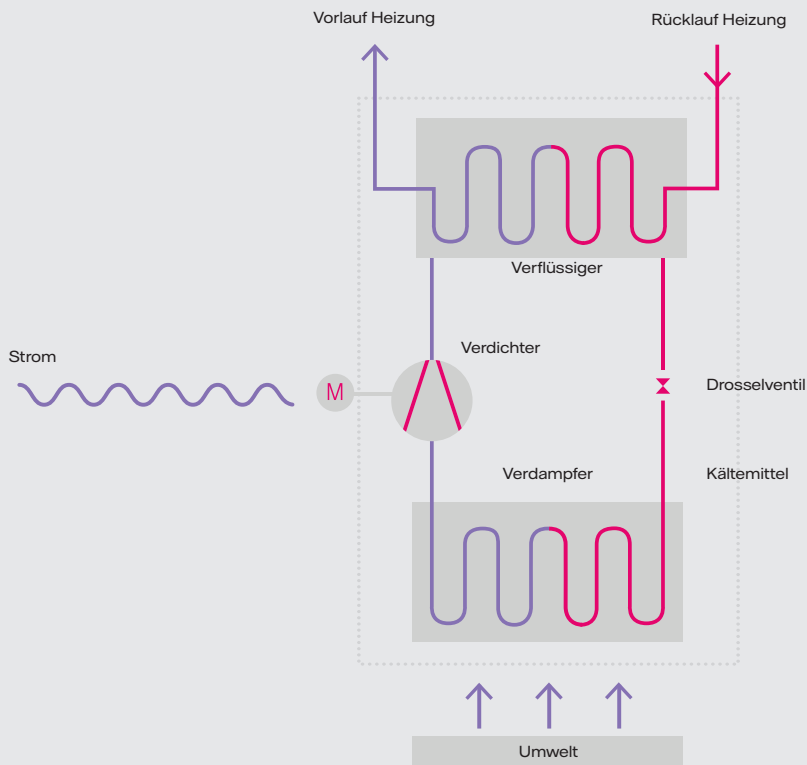 Vorlauf Heizung
Rücklauf Heizung
Verflüssiger
Verdichter
Strom
M
Drosselventil
Verdampfer
Kältemittel
Umwelt